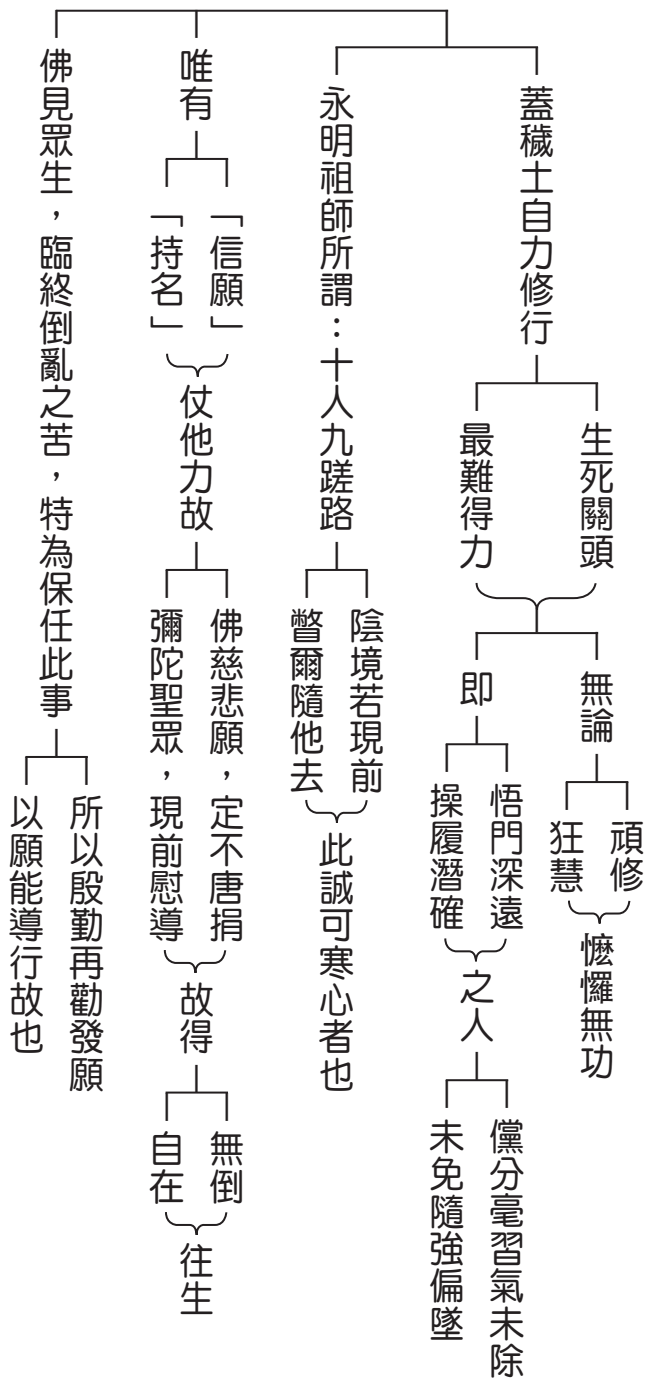 蓋穢土自力修行
生死關頭
最難得力
無論
頑修
狂慧
懡㦬無功
即
悟門深遠
操履潛確
之人
儻分毫習氣未除
未免隨強偏墜
永明祖師所謂：十人九蹉路
陰境若現前
瞥爾隨他去
此誠可寒心者也
唯有
「信願」
「持名」
仗他力故
佛慈悲願，定不唐捐
彌陀聖眾，現前慰導
故得
無倒
自在
往生
佛見眾生，臨終倒亂之苦，特為保任此事
所以殷勤再勸發願
以願能導行故也